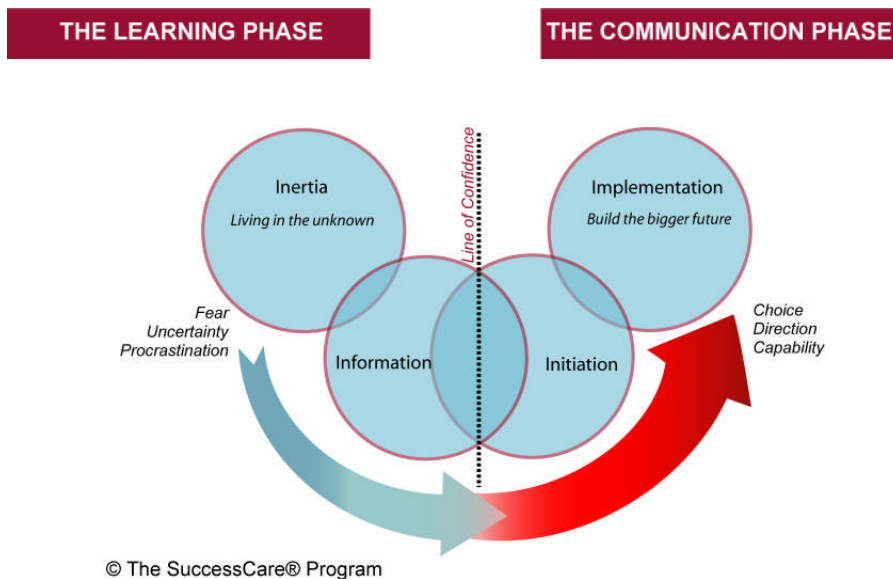 THE LEARNING PHASE
THE COMMUNICATION PHASE
Line of Confidence
Inertia
Living in the unknown
Implementation
Build the bigger future
Fear
Uncertainty
Procrastination
Choice
Direction
Capability
Information
Initiation
© The SuccessCare® Program